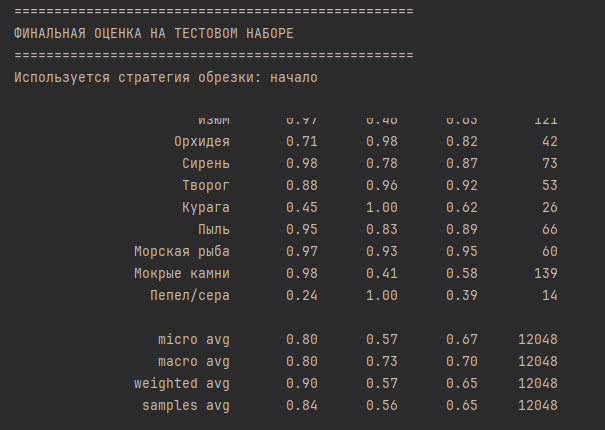 ==================================================
ФИНАЛЬНАЯ ОЦЕНКА НА ТЕСТОВОМ НАБОРЕ
==================================================
Используется стратегия обрезки: начало
Изюм 0.97 0.46 0.63 121
Орхидея 0.71 0.98 0.82 42
Сирень 0.98 0.78 0.87 73
Творог 0.88 0.96 0.92 53
Курага 0.45 1.00 0.62 26
Пыль 0.95 0.83 0.89 66
Морская рыба 0.97 0.93 0.95 60
Мокрые камни 0.98 0.41 0.58 139
Пепел/сера 0.24 1.00 0.39 14
micro avg 0.80 0.57 0.67 12048
macro avg 0.80 0.73 0.70 12048
weighted avg 0.90 0.57 0.65 12048
samples avg 0.84 0.56 0.65 12048